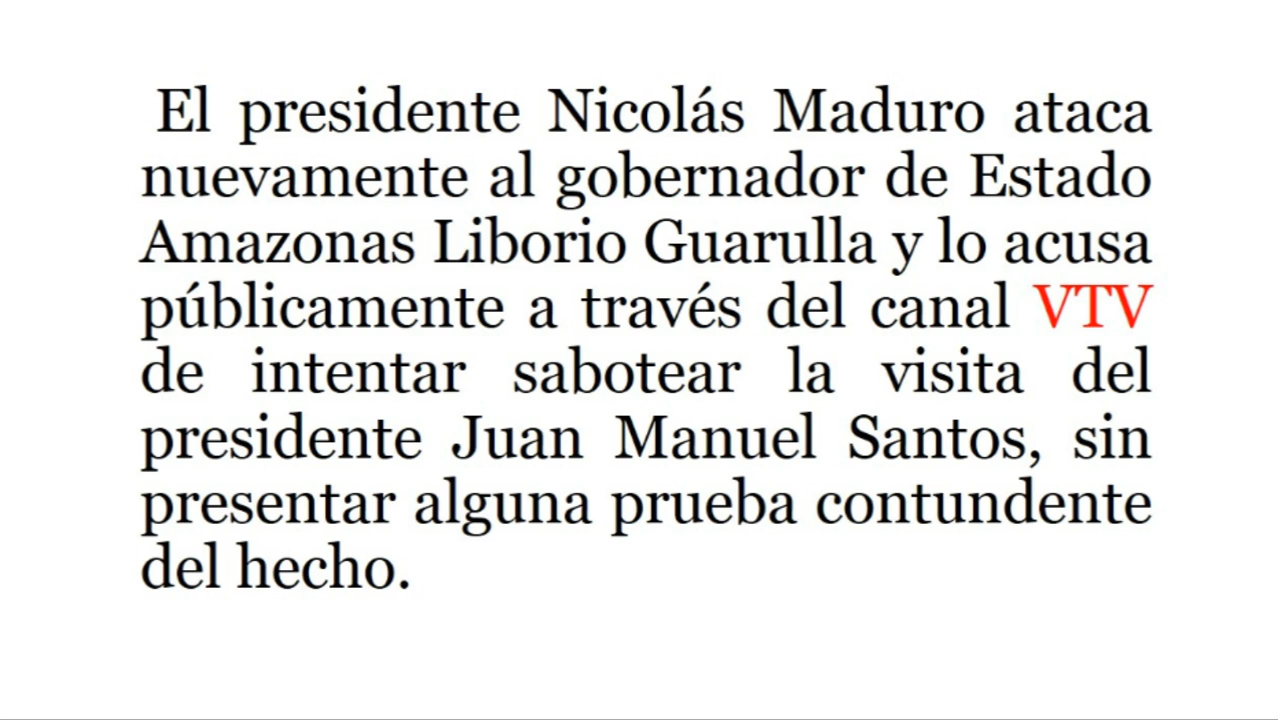 El presidente Nicolás Maduro ataca
nuevamente al gobernador de Estado
Amazonas Liborio Guarulla y lo acusa
públicamente a través del canal VTV
de intentar sabotear la visita del
presidente Juan Manuel Santos, sin
presentar alguna prueba contundente
del hecho.